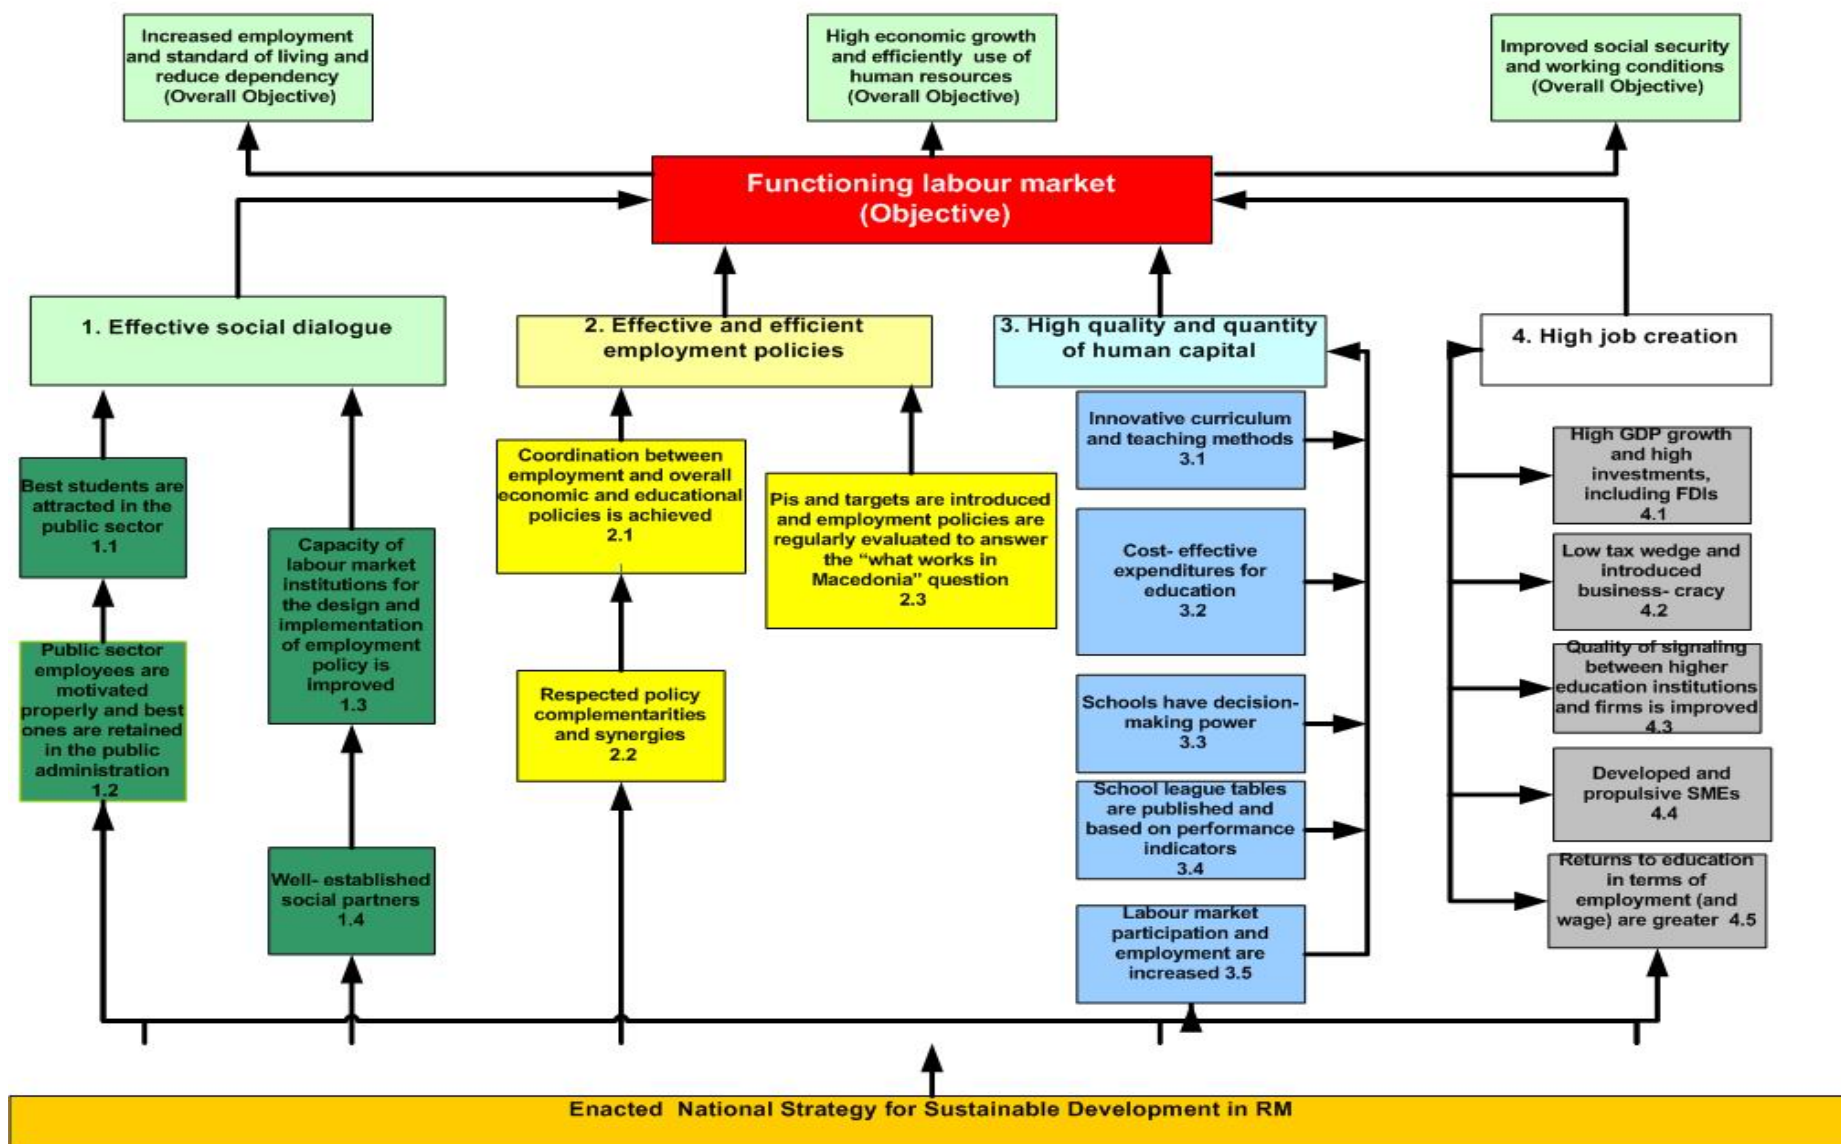 Increased employment
and standard of living and
reduce dependency
(Overall Objective)
High economic growth
and efficiently use of
human resources
(Overall Objective)
Improved social security
and working conditions
(Overall Objective)
Functioning labour market
(Objective)
1. Effective social dialogue
2. Effective and efficient
employment policies
3. High quality and quantity
of human capital
4. High job creation
Best students are
attracted in the
public sector
1.1
Public sector
employees are
motivated
properly and best
ones are retained
in the public
administration
1.2
Capacity of
labour market
institutions for
the design and
implementation
of employment
policy is
improved
1.3
Well- established
social partners
1.4
Coordination between
employment and overall
economic and educational
policies is achieved
2.1
Respected policy
complementarities
and synergies
2.2
Pis and targets are introduced
and employment policies are
regularly evaluated to answer
the “what works in
Macedonia” question
2.3
Innovative curriculum
and teaching methods
3.1
Cost- effective
expenditures for
education
3.2
Schools have decision-
making power
3.3
School league tables
are published and
based on performance
indicators
3.4
Labour market
participation and
employment are
increased 3.5
High GDP growth
and high
investments,
including FDIs
4.1
Low tax wedge and
introduced
business- cracy
4.2
Quality of signaling
between higher
education institutions
and firms is improved
4.3
Developed and
propulsive SMEs
4.4
Returns to education
in terms of
employment (and
wage) are greater 4.5
Enacted National Strategy for Sustainable Development in RM